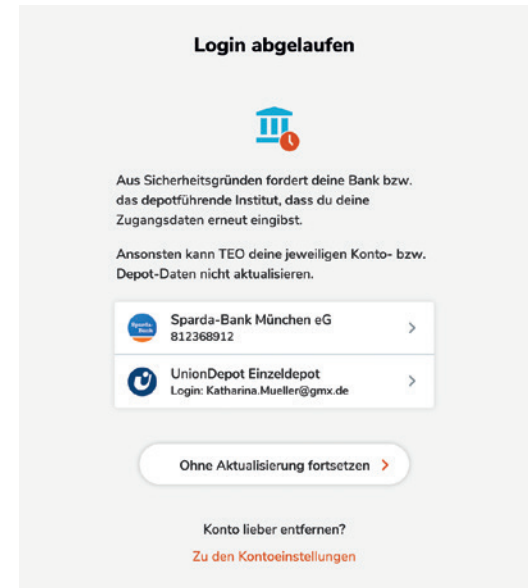 Login abgelaufen
Aus Sicherheitsgründen fordert deine Bank bzw.
das depotführende Institut, dass du deine
Zugangsdaten erneut eingibst.
Ansonsten kann TEO deine jeweiligen Konto- bzw.
Depot-Daten nicht aktualisieren.
Sparda-
Bank
Sparda-Bank München eG
812368912
UnionDepot Einzeldepot
Login: Katharina.Mueller@gmx.de
Ohne Aktualisierung fortsetzen
Konto lieber entfernen?
Zu den Kontoeinstellungen